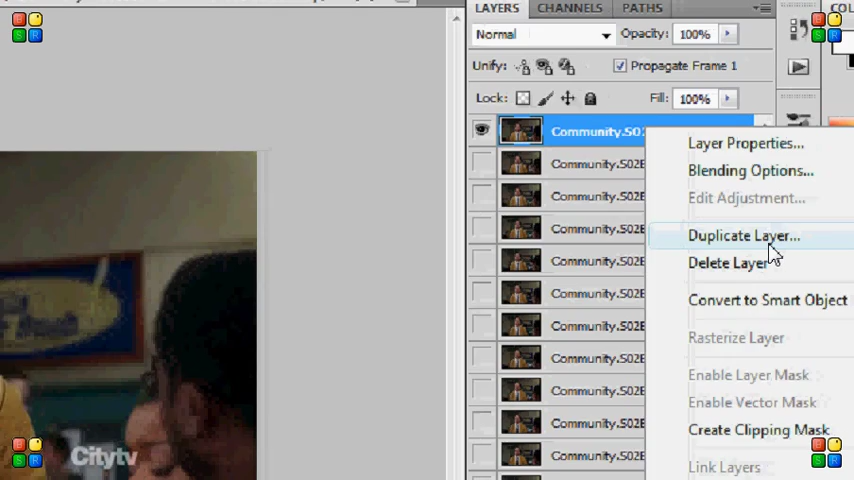 LAYERS CHANNELS PATHS
Normal Opacity: 100%
Unify: Propagate Frame 1
Lock: Fill: 100%
Community.S02
Community.S02E
Community.S02E
Community.S02E
Community.S02E
Community.S02E
Community.S02E
Community.S02E
Community.S02E
Community.S02E
Community.S02E
Layer Properties...
Blending Options...
Edit Adjustment...
Duplicate Layer...
Delete Layer
Convert to Smart Object
Rasterize Layer
Enable Layer Mask
Enable Vector Mask
Create Clipping Mask
Link Layers
Citytv
B
S R
B
S R
B
S R
B
S R